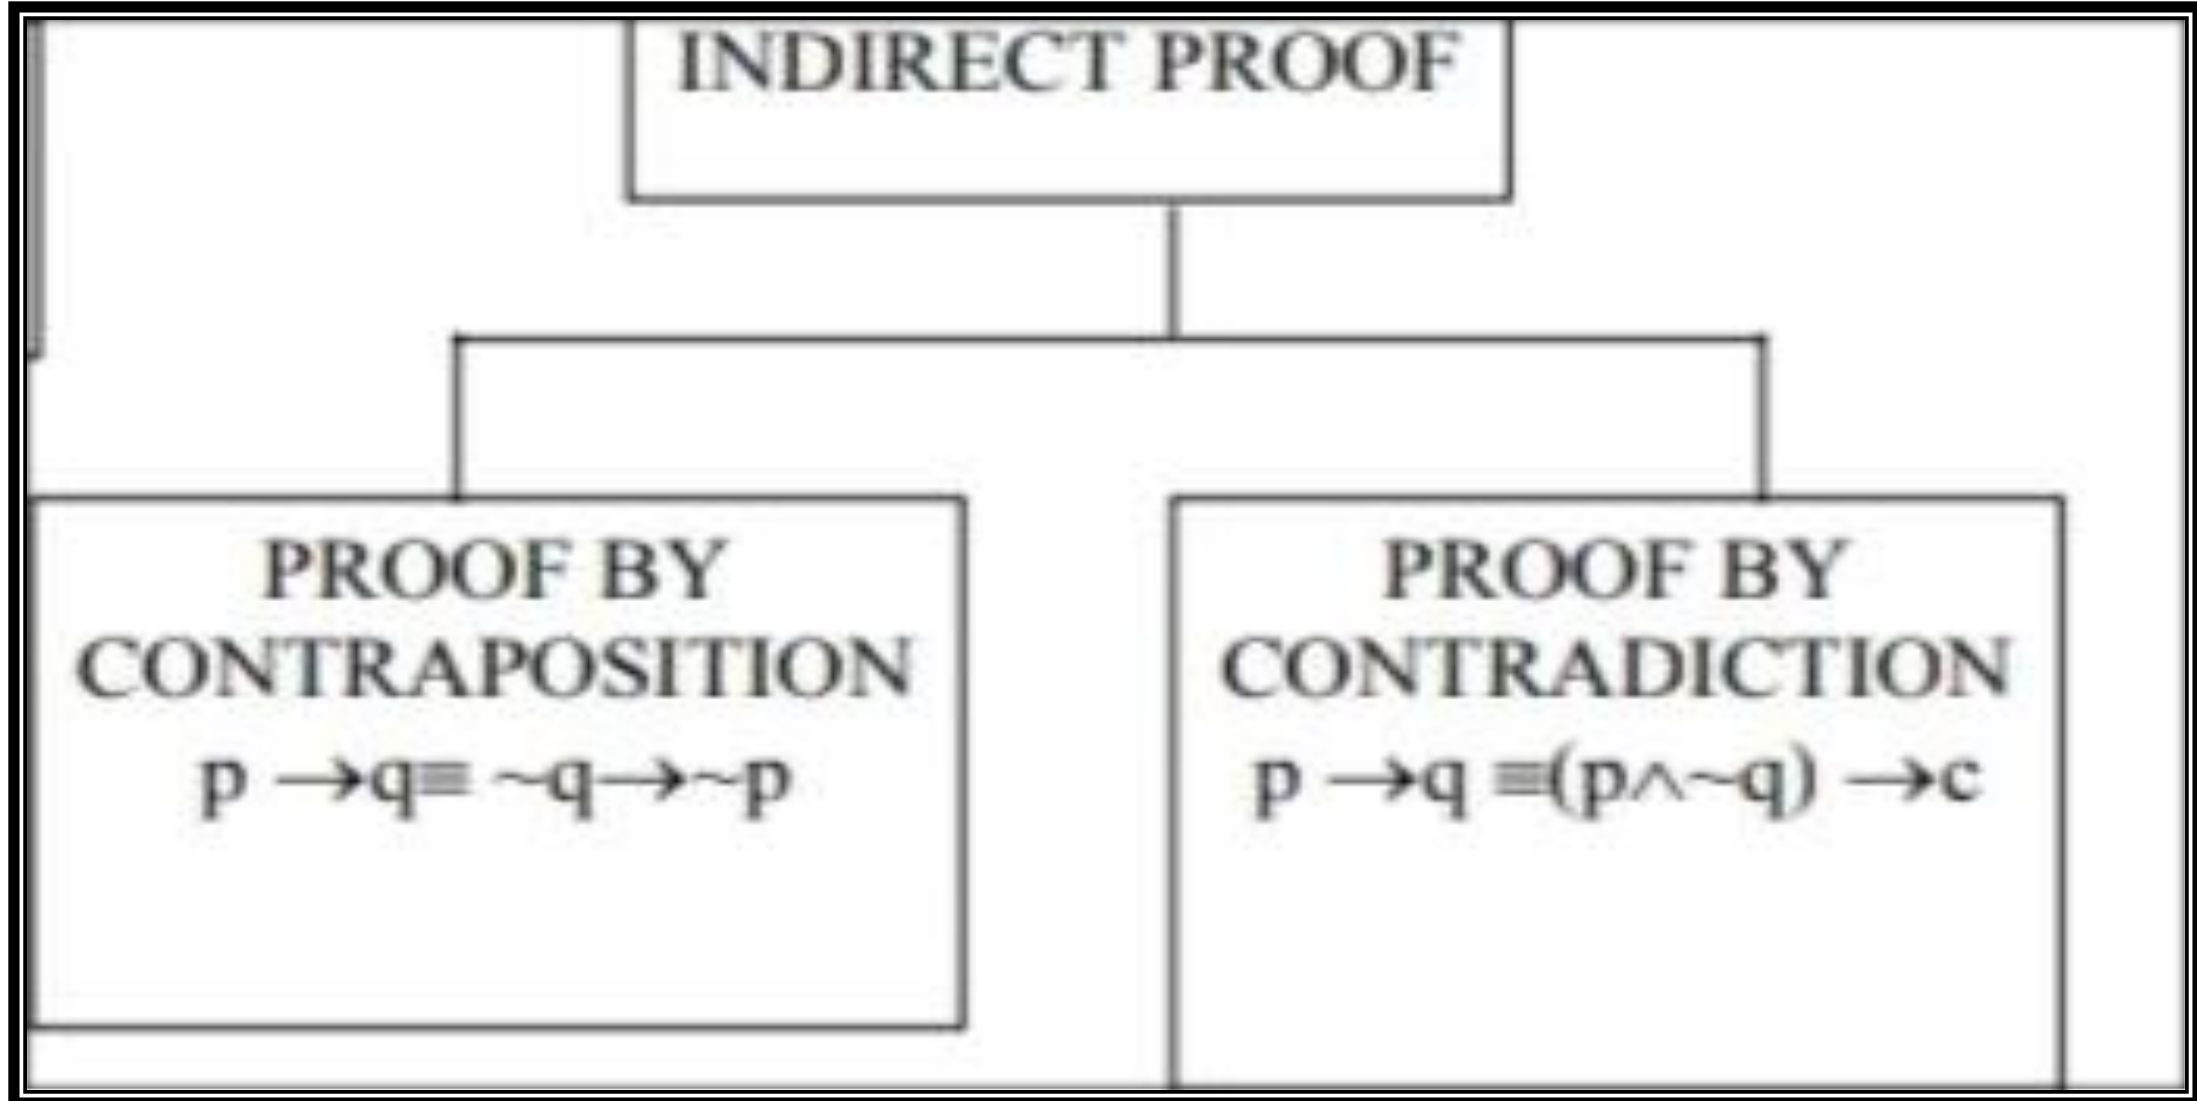 INDIRECT PROOF
PROOF BY
CONTRAPOSITION
p →q≡ ~q→~p
PROOF BY
CONTRADICTION
p →q ≡(p∧~q) →c